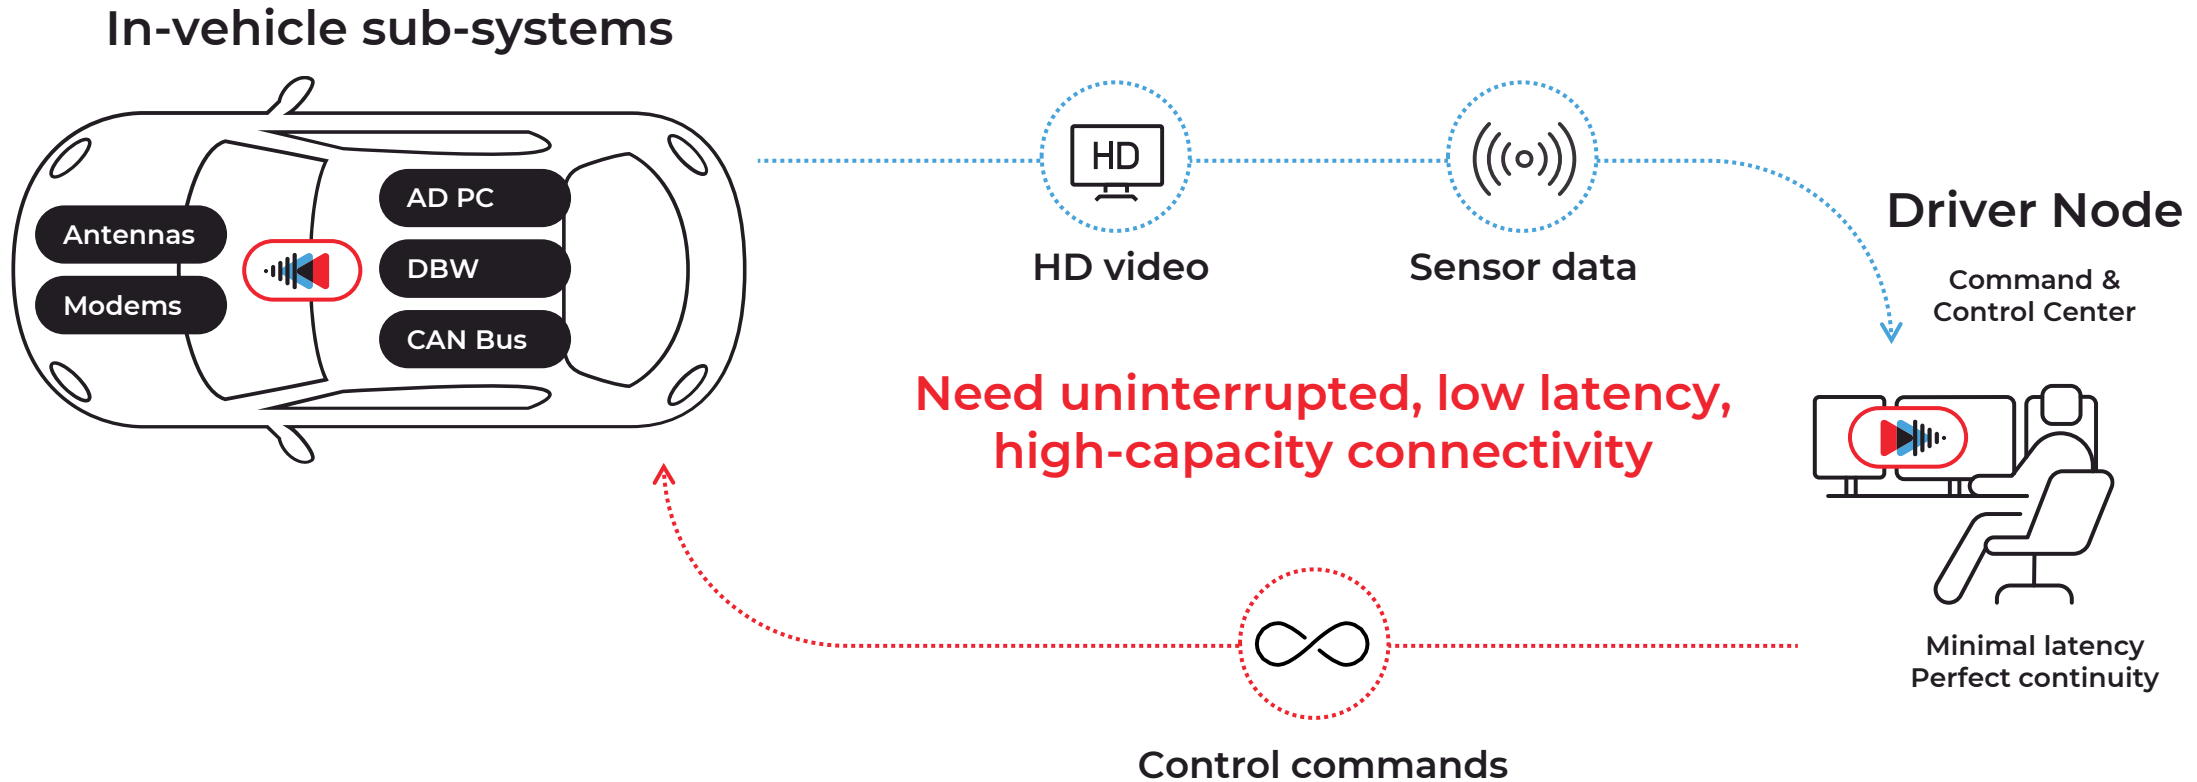 In-vehicle sub-systems
Antennas
Modems
AD PC
DBW
CAN Bus
HD
HD video
Sensor data
Driver Node
Command &
Control Center
Need uninterrupted, low latency,
high-capacity connectivity
Minimal latency
Perfect continuity
Control commands